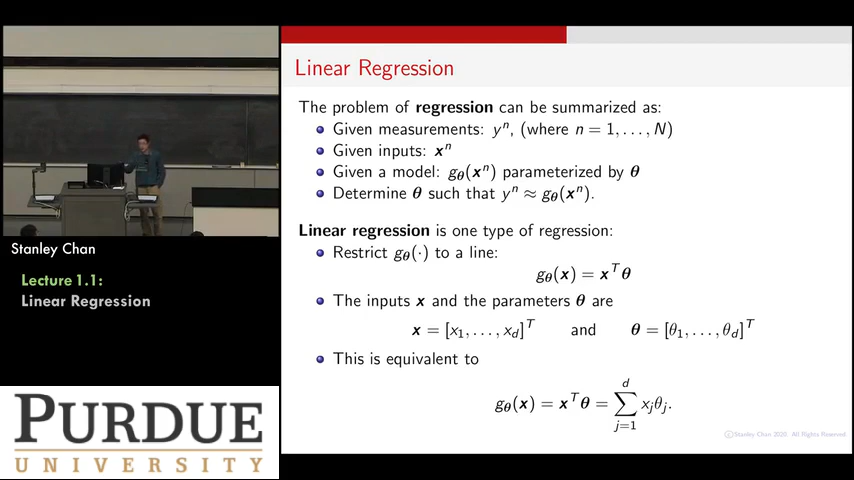 Stanley Chan
Lecture 1.1:
Linear Regression
PURDUE
UNIVERSITY
Linear Regression
The problem of regression can be summarized as:
Given measurements: yⁿ, (where n = 1, . . . , N)
Given inputs: xⁿ
Given a model: g_θ(xⁿ) parameterized by θ
Determine θ such that yⁿ ≈ g_θ(xⁿ).
Linear regression is one type of regression:
Restrict g_θ(·) to a line:
g_θ(x) = xᵀθ
The inputs x and the parameters θ are
x = [x₁, . . . , x_d]ᵀ and θ = [θ₁, . . . , θ_d]ᵀ
This is equivalent to
g_θ(x) = xᵀθ = ∑_{j=1}^{d} x_jθ_j.
©Stanley Chan 2020. All Rights Reserved